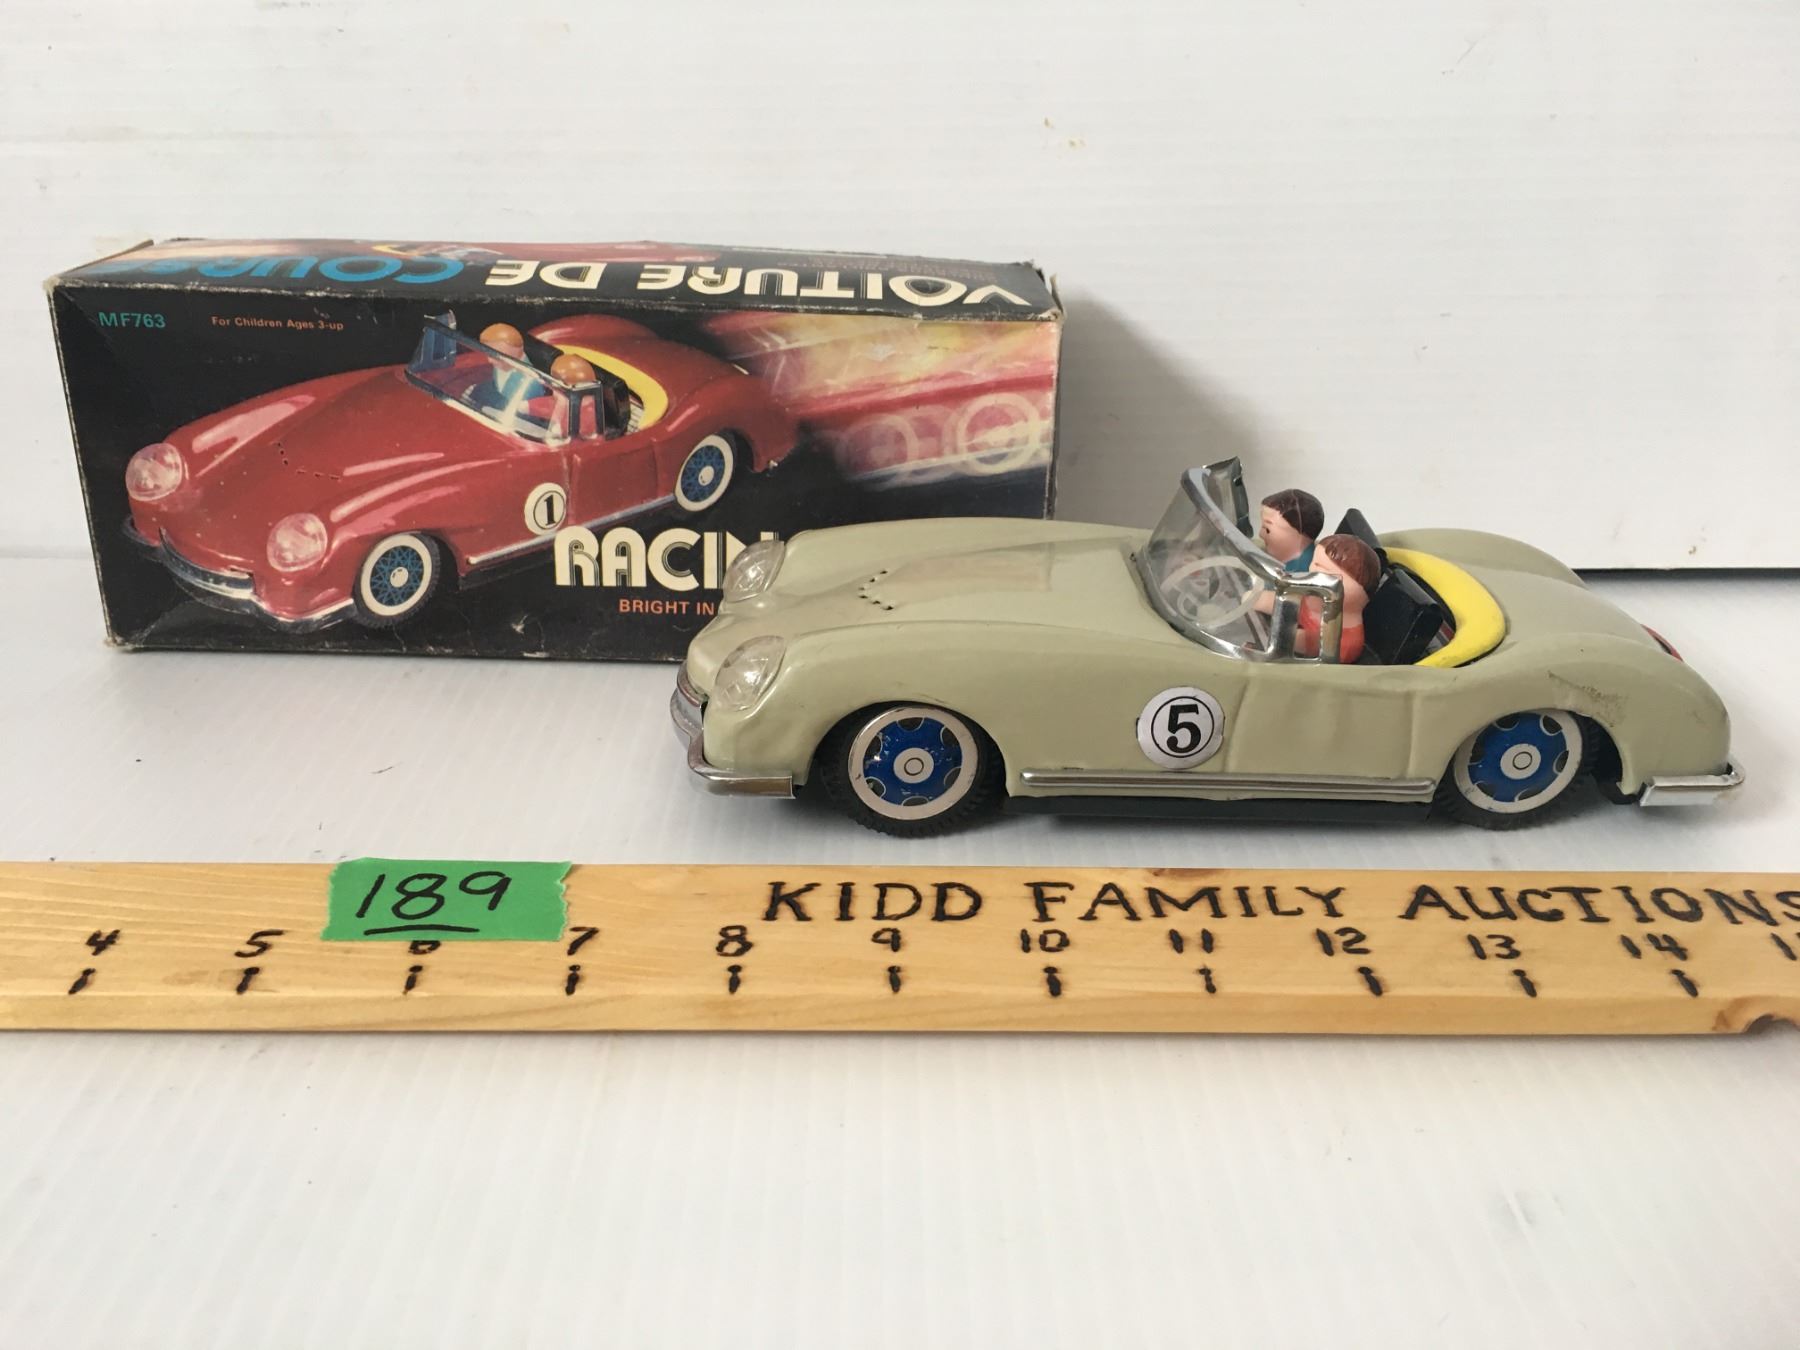 VOITURE DE
MF763
For Children Ages 3-up
1
RACIN
BRIGHT IN
5
189
KIDD FAMILY AUCTIONS
4 5 6 7 8 9 10 11 12 13 14